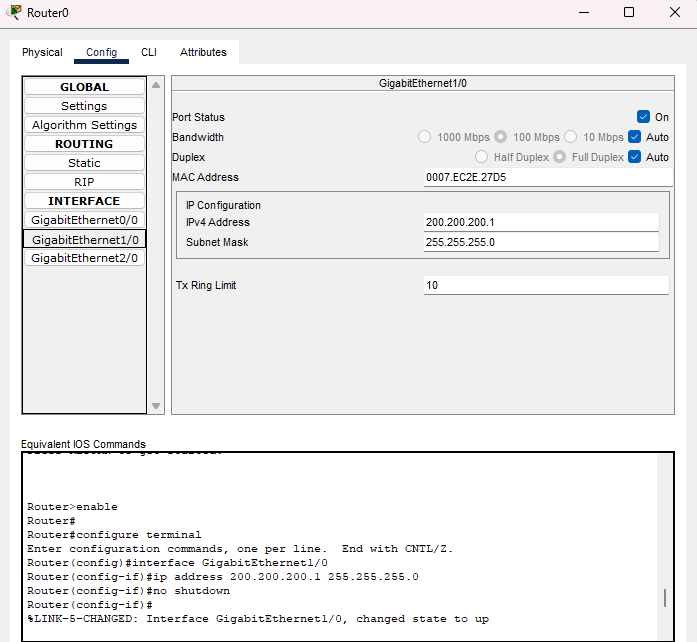 Router0
Physical Config CLI Attributes
GLOBAL
Settings
Algorithm Settings
ROUTING
Static
RIP
INTERFACE
GigabitEthernet0/0
GigabitEthernet1/0
GigabitEthernet2/0
GigabitEthernet1/0
Port Status On
Bandwidth 1000 Mbps 100 Mbps 10 Mbps Auto
Duplex Half Duplex Full Duplex Auto
MAC Address 0007.EC2E.27D5
IP Configuration
IPv4 Address 200.200.200.1
Subnet Mask 255.255.255.0
Tx Ring Limit 10
Equivalent IOS Commands
Router>enable
Router#
Router#configure terminal
Enter configuration commands, one per line. End with CNTL/Z.
Router(config)#interface GigabitEthernet1/0
Router(config-if)#ip address 200.200.200.1 255.255.255.0
Router(config-if)#no shutdown
Router(config-if)#
%LINK-5-CHANGED: Interface GigabitEthernet1/0, changed state to up